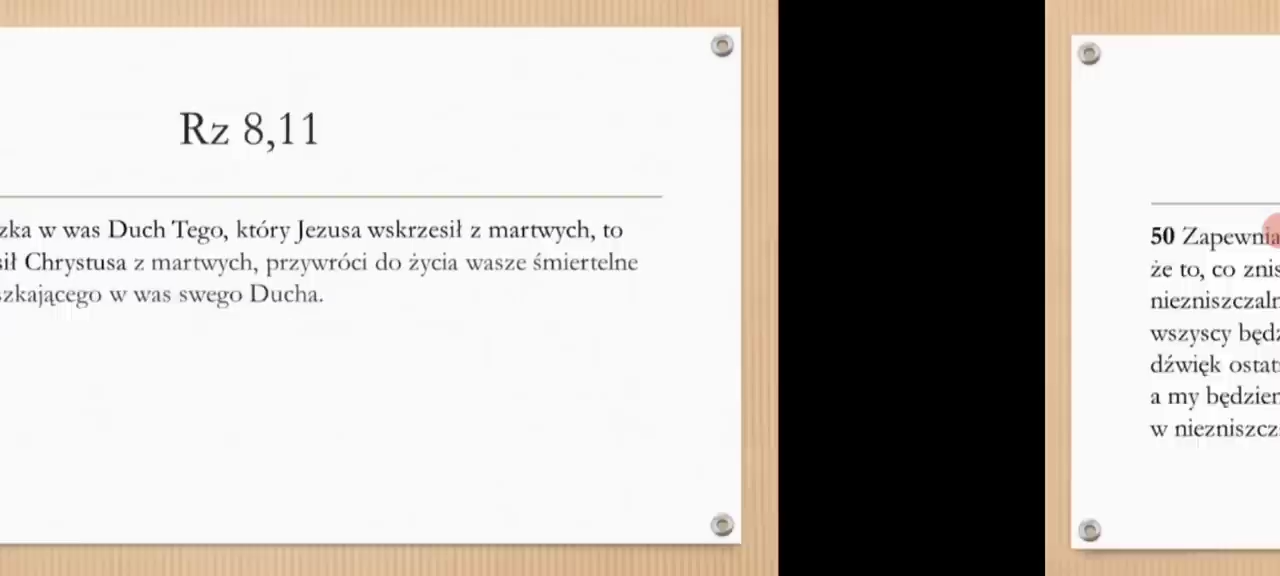 Rz 8,11
zka w was Duch Tego, który Jezusa wskrzesił z martwych, to
sił Chrystusa z martwych, przywróci do życia wasze śmiertelne
szkającego w was swego Ducha.
50 Zapewnia
że to, co znis
niezniszczaln
wszyscy będz
dźwięk ostat
a my będzien
w niezniszcz